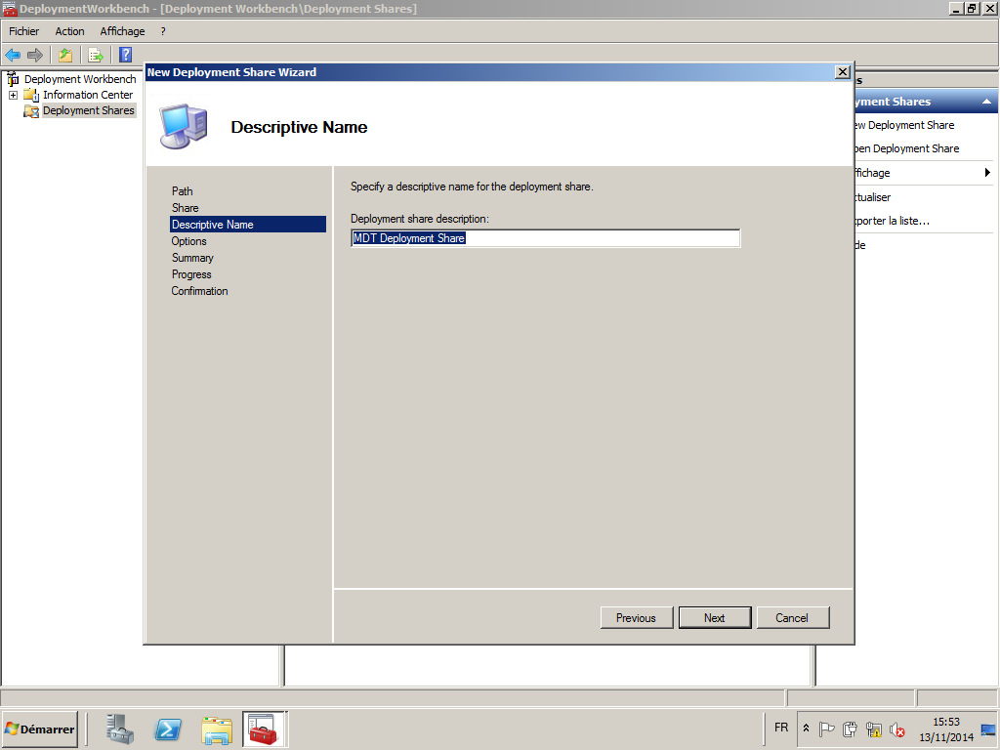 DeploymentWorkbench - [Deployment Workbench\Deployment Shares]
Fichier Action Affichage ?
Deployment Workbench
Information Center
Deployment Shares
New Deployment Share Wizard
Descriptive Name
Path
Share
Descriptive Name
Options
Summary
Progress
Confirmation
Specify a descriptive name for the deployment share.
Deployment share description:
MDT Deployment Share
Previous Next Cancel
s
yment Shares
ew Deployment Share
pen Deployment Share
ffichage
ctualiser
xporter la liste...
de
Démarrer
FR
15:53
13/11/2014